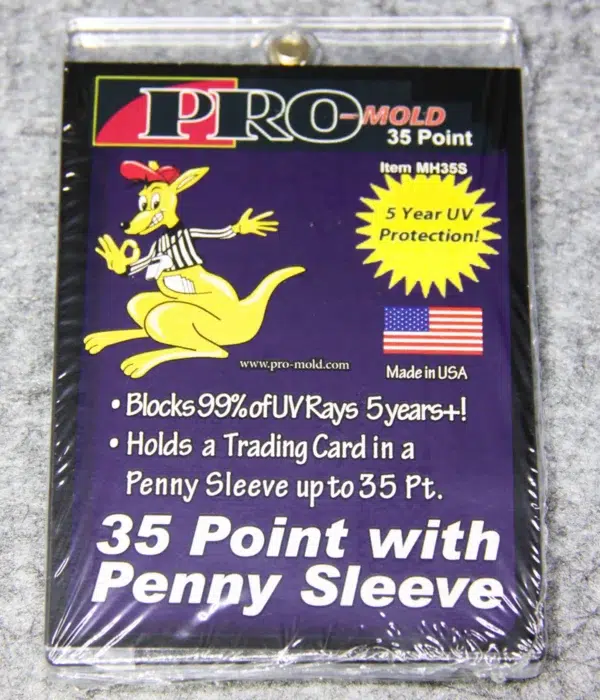 PRO-MOLD
35 Point
Item MH35S
5 Year UV
Protection!
www.pro-mold.com
Made in USA
• Blocks 99% of UV Rays 5 years+!
• Holds a Trading Card in a
Penny Sleeve up to 35 Pt.
35 Point with
Penny Sleeve